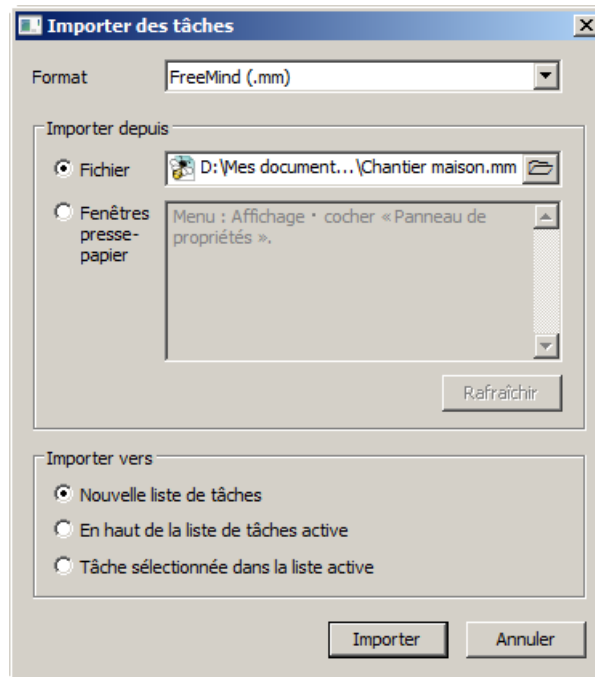 Importer des tâches
Format
FreeMind (.mm)
Importer depuis
Fichier
D:\Mes document...\Chantier maison.mm
Fenêtres
presse-
papier
Menu : Affichage · cocher « Panneau de
propriétés ».
Rafraîchir
Importer vers
Nouvelle liste de tâches
En haut de la liste de tâches active
Tâche sélectionnée dans la liste active
Importer
Annuler